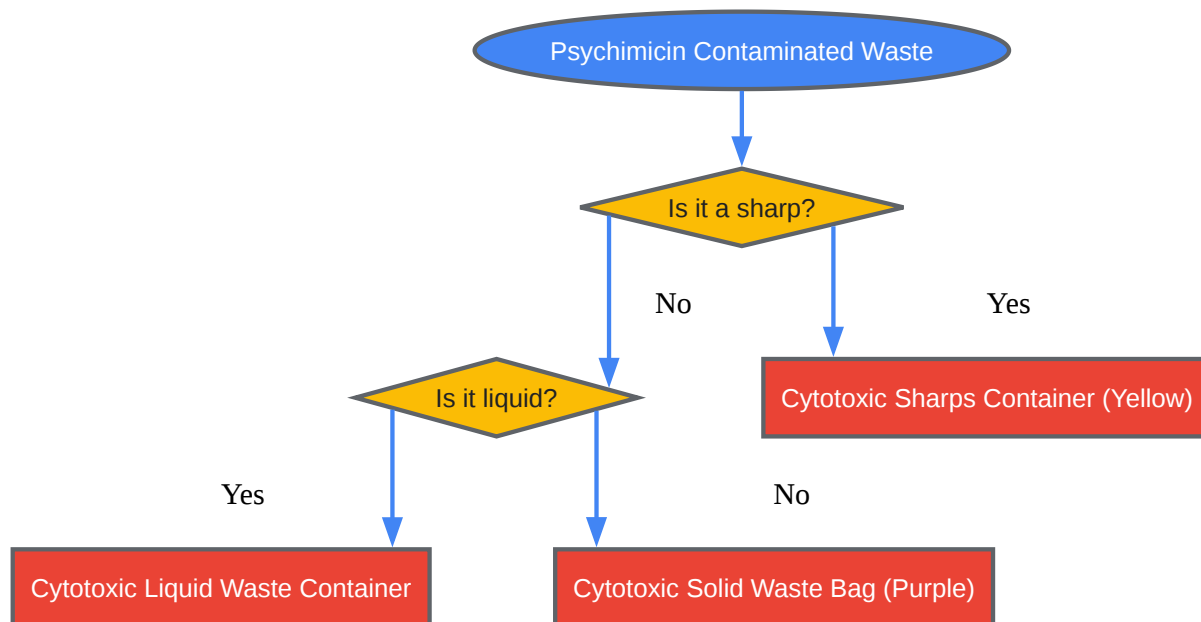 Psychimicin Contaminated Waste
Is it a sharp?
No
Yes
Is it liquid?
Cytotoxic Sharps Container (Yellow)
Yes
No
Cytotoxic Liquid Waste Container
Cytotoxic Solid Waste Bag (Purple)